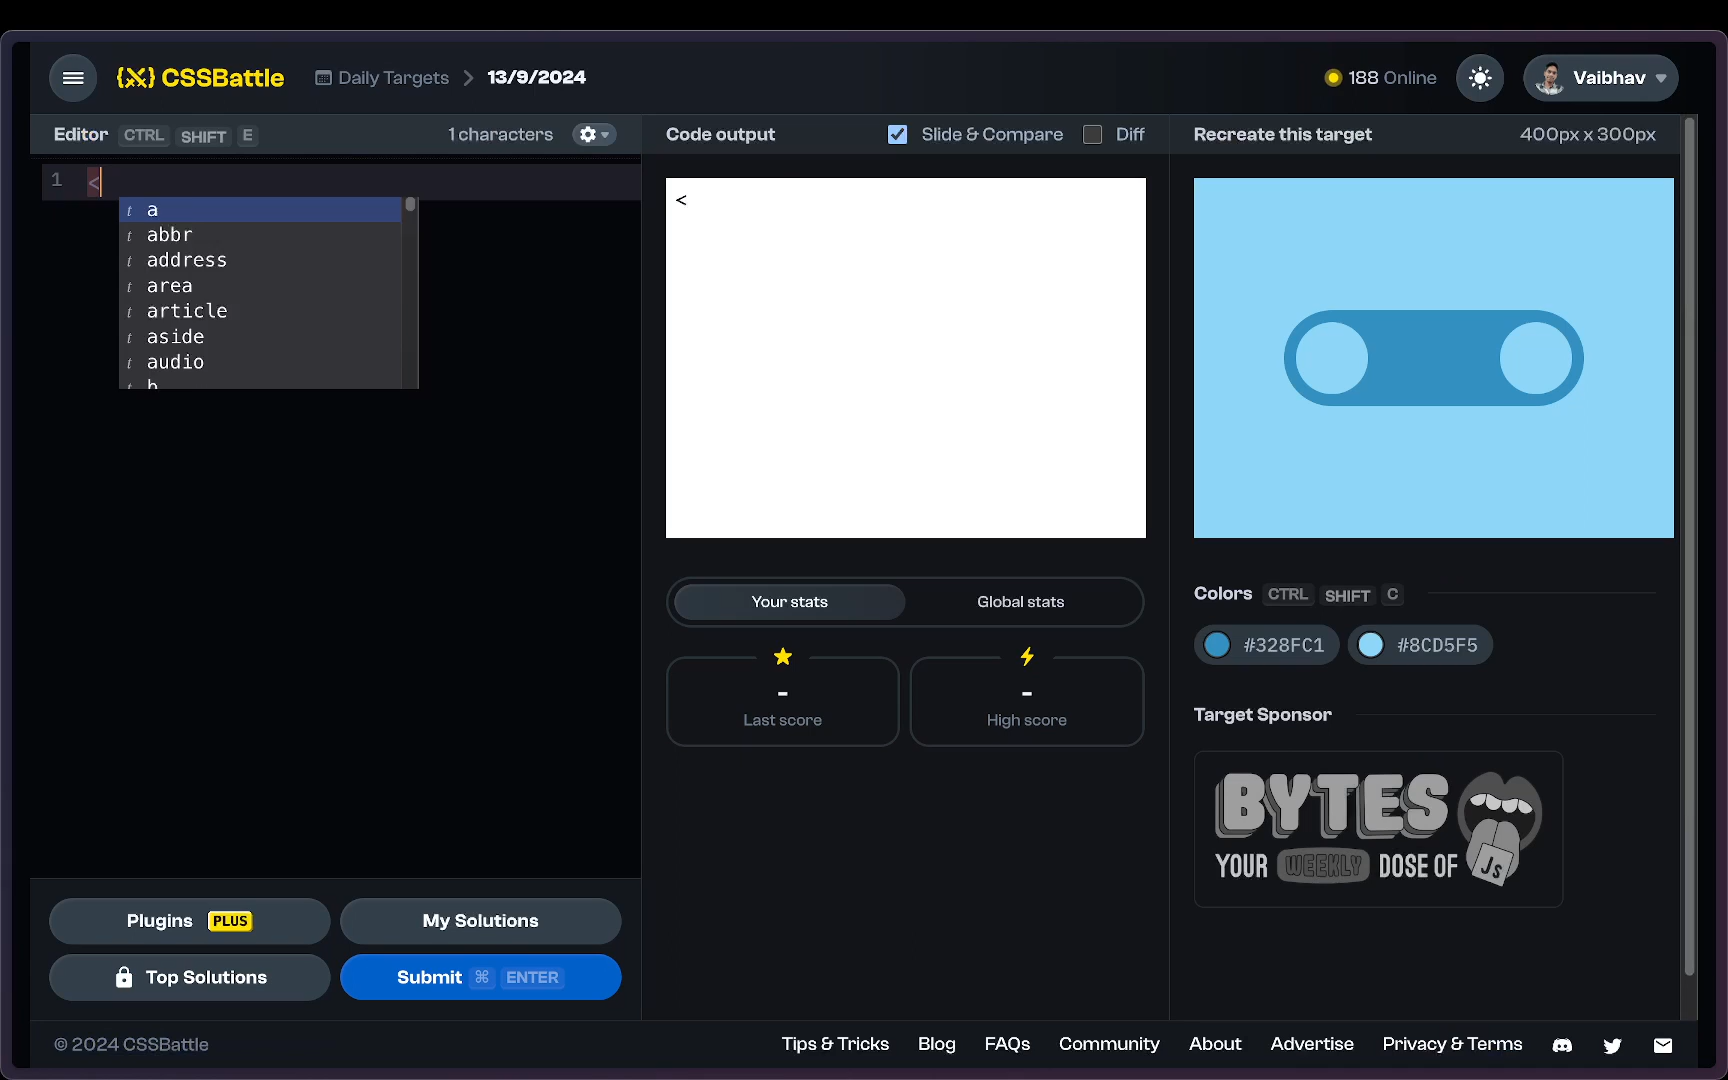 {X} CSSBattle
Daily Targets
13/9/2024
188 Online
Vaibhav
Editor CTRL SHIFT E
1 characters
Code output
Slide & Compare
Diff
Recreate this target
400px x 300px
1 <
t a
t abbr
t address
t area
t article
t aside
t audio
t b
<
Your stats
Global stats
-
Last score
-
High score
Colors CTRL SHIFT C
#328FC1
#8CD5F5
Target Sponsor
BYTES
YOUR WEEKLY DOSE OF JS
Plugins PLUS
My Solutions
Top Solutions
Submit ⌘ ENTER
© 2024 CSSBattle
Tips & Tricks
Blog
FAQs
Community
About
Advertise
Privacy & Terms